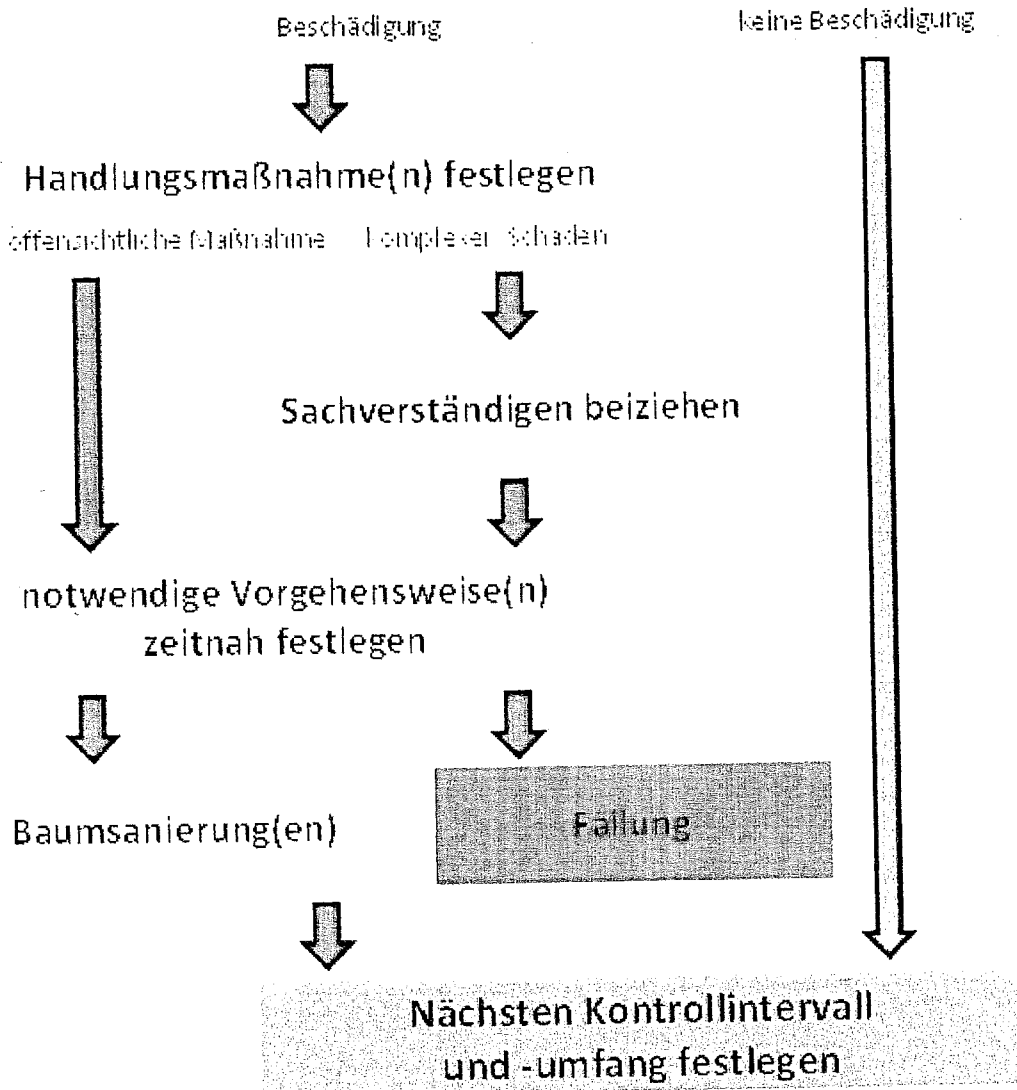 Beschädigung
keine Beschädigung
Handlungsmaßnahme(n) festlegen
offensichtliche Maßnahme
komplexer Schaden
Sachverständigen beiziehen
notwendige Vorgehensweise(n)
zeitnah festlegen
Baumsanierung(en)
Fällung
Nächsten Kontrollintervall
und -umfang festlegen